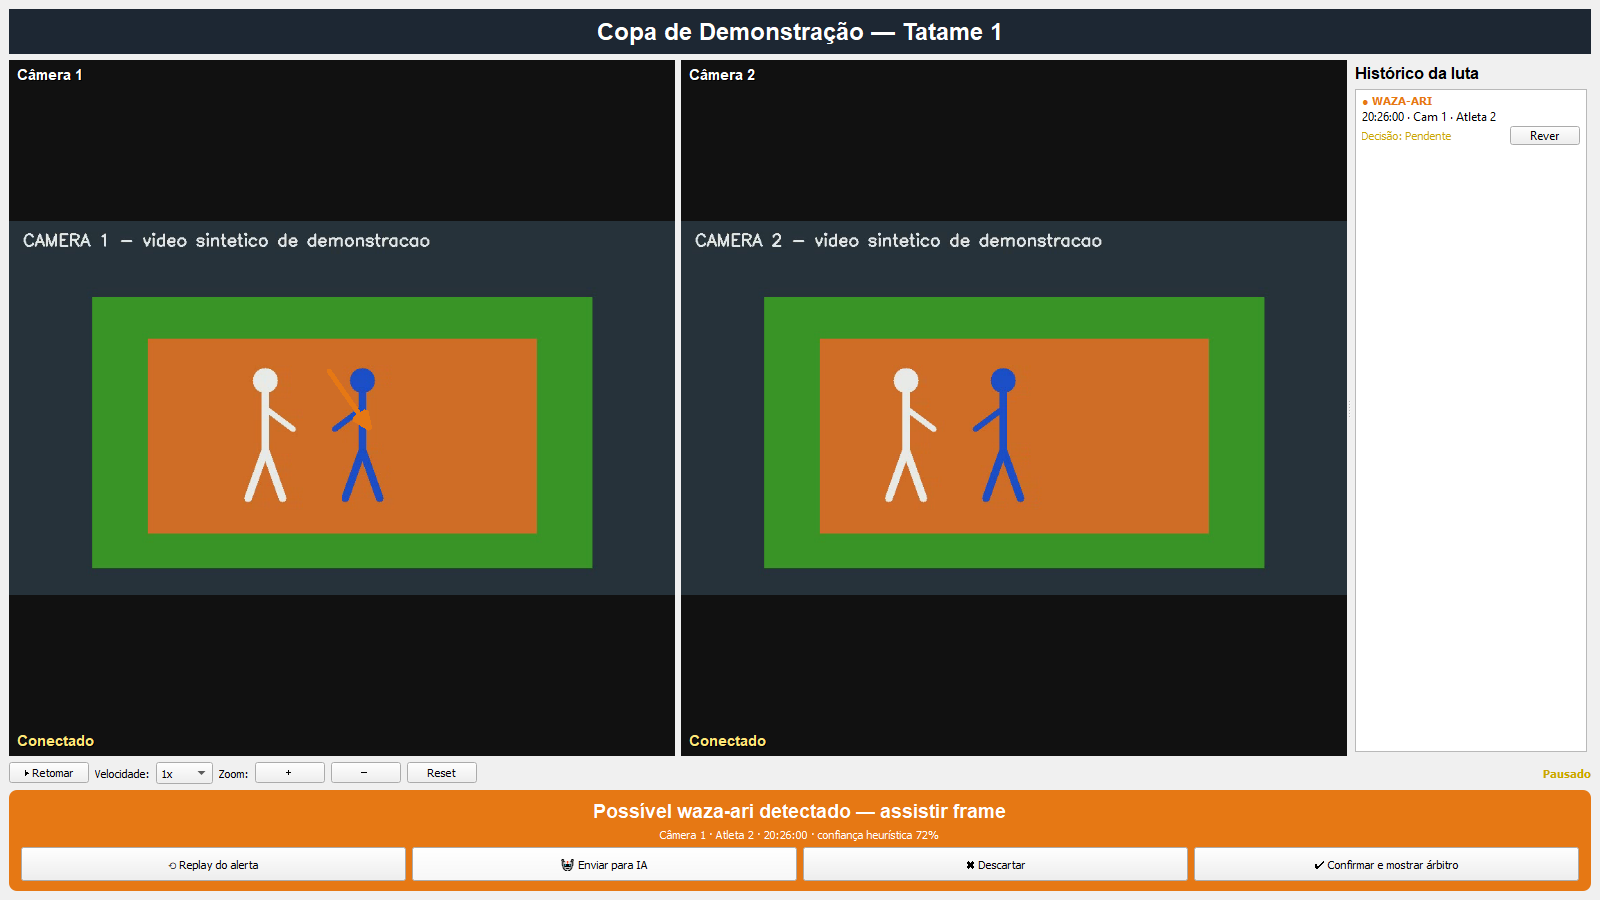 Copa de Demonstração — Tatame 1
Câmera 1
CAMERA 1 - video sintetico de demonstracao
Conectado
Câmera 2
CAMERA 2 - video sintetico de demonstracao
Conectado
Histórico da luta
● WAZA-ARI
20:26:00 · Cam 1 · Atleta 2
Decisão: Pendente Rever
Retomar Velocidade: 1x Zoom: + − Reset Pausado
Possível waza-ari detectado — assistir frame
Câmera 1 · Atleta 2 · 20:26:00 · confiança heurística 72%
⟲ Replay do alerta Enviar para IA ✖ Descartar ✔ Confirmar e mostrar árbitro